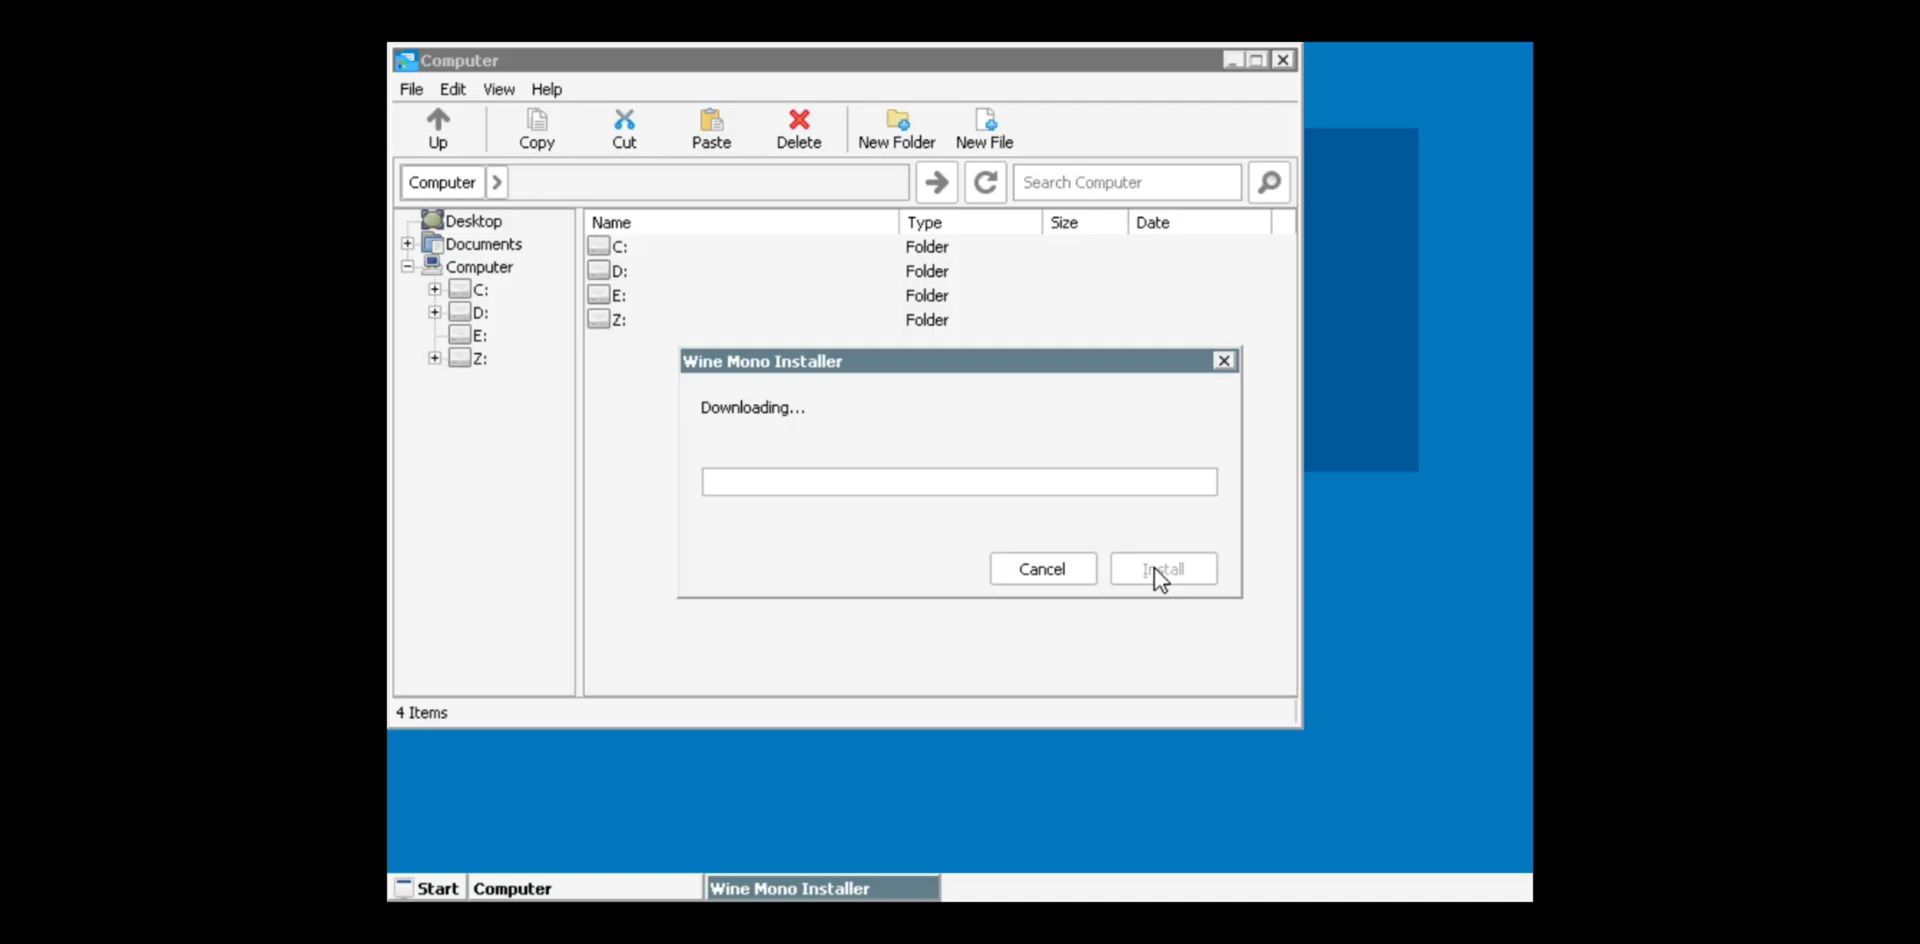 Computer
File Edit View Help
Up Copy Cut Paste Delete New Folder New File
Computer Search Computer
Desktop
Documents
Computer
C:
D:
E:
Z:
Name Type Size Date
C: Folder
D: Folder
E: Folder
Z: Folder
Wine Mono Installer
Downloading...
Cancel Install
4 Items
Start Computer Wine Mono Installer